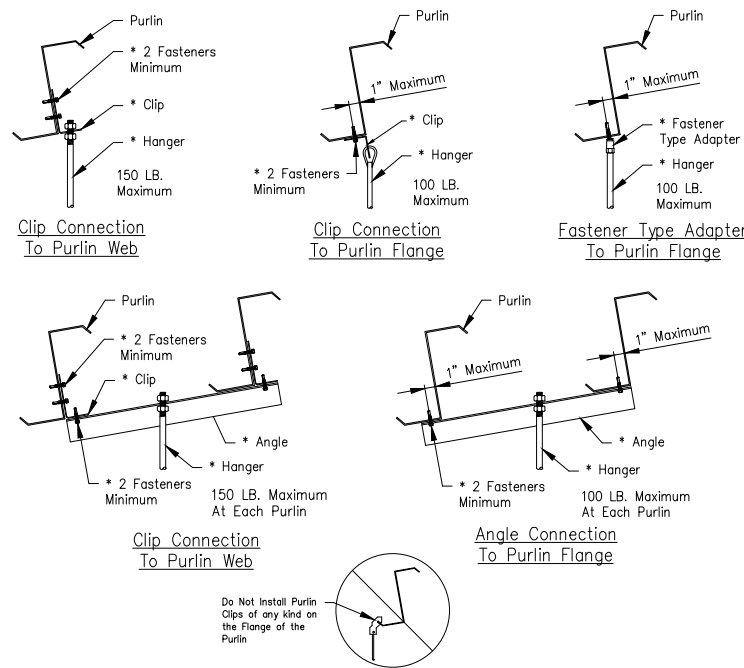 Purlin
* 2 Fasteners
Minimum
* Clip
* Hanger
150 LB.
Maximum
Clip Connection
To Purlin Web
Purlin
1" Maximum
* Clip
* 2 Fasteners
Minimum
* Hanger
100 LB.
Maximum
Clip Connection
To Purlin Flange
Purlin
1" Maximum
* Fastener
Type Adapter
* Hanger
100 LB.
Maximum
Fastener Type Adapter
To Purlin Flange
Purlin
* 2 Fasteners
Minimum
* Clip
* Angle
* Hanger
* 2 Fasteners
Minimum
150 LB. Maximum
At Each Purlin
Clip Connection
To Purlin Web
Purlin
1" Maximum
1" Maximum
* Angle
* Hanger
* 2 Fasteners
Minimum
100 LB. Maximum
At Each Purlin
Angle Connection
To Purlin Flange
Do Not Install Purlin
Clips of any kind on
the Flange of the
Purlin